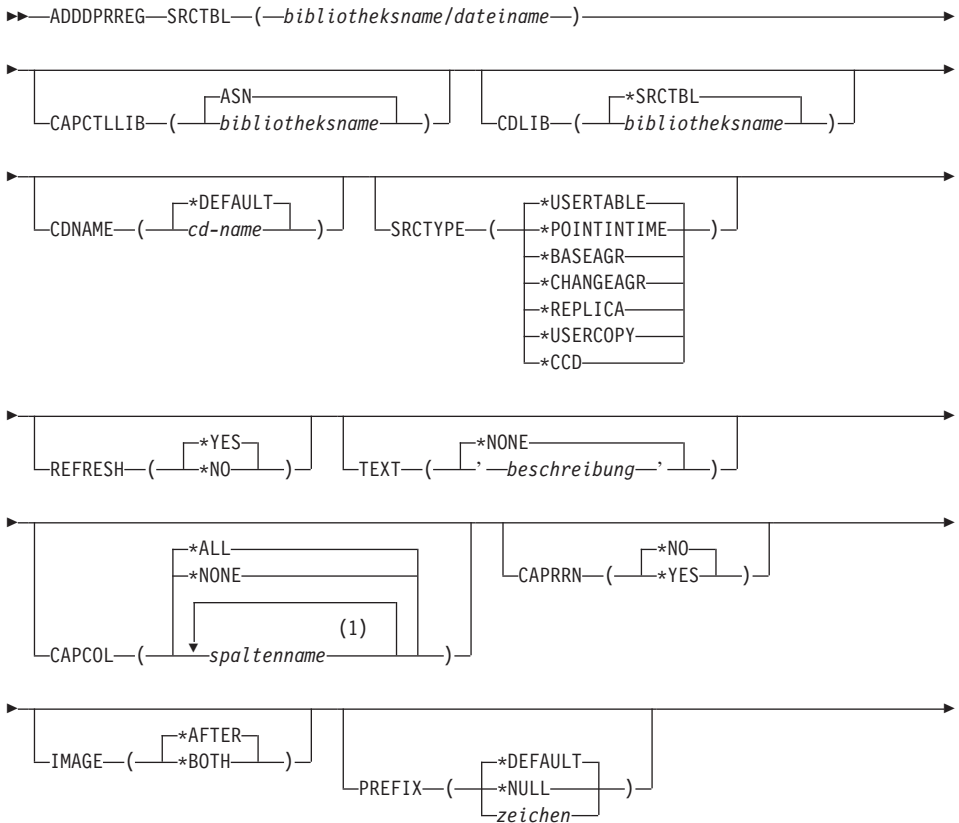 ADDDPRREG SRCTBL ( bibliotheksname/dateiname )
CAPCTLLIB ( ASN bibliotheksname ) CDLIB ( *SRCTBL bibliotheksname )
CDNAME ( *DEFAULT cd-name ) SRCTYPE ( *USERTABLE
*POINTINTIME )
*BASEAGR
*CHANGEAGR
*REPLICA
*USERCOPY
*CCD
REFRESH ( *YES *NO ) TEXT ( *NONE ' beschreibung ' )
CAPCOL ( *ALL
*NONE
(1)
spaltenname )
CAPRRN ( *NO *YES )
IMAGE ( *AFTER *BOTH ) PREFIX ( *DEFAULT
*NULL )
zeichen